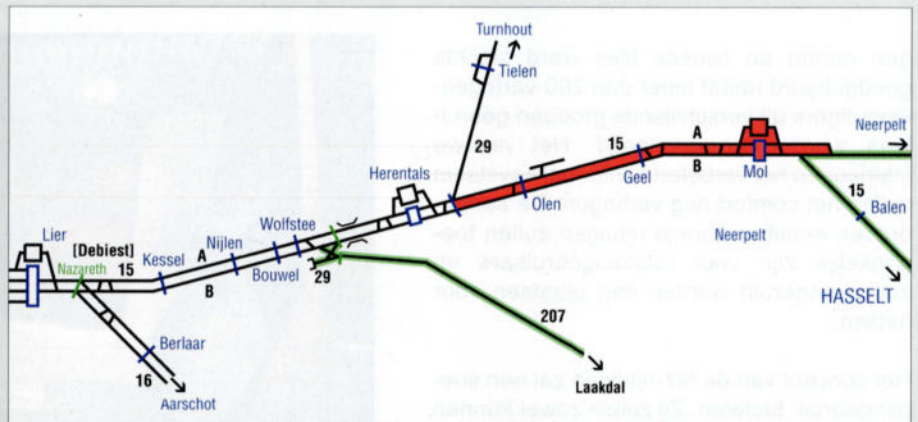 Turnhout
Tielen
29
Neerpelt
A
15
B
Mol
Herentals
Geel
15
Olen
Balen
Wolfstee
Neerpelt
Lier
[Debiest]
Nijlen
Kessel
A
Nazareth
15
Bouwel
29
B
HASSELT
207
Berlaar
16
Laakdal
Aarschot